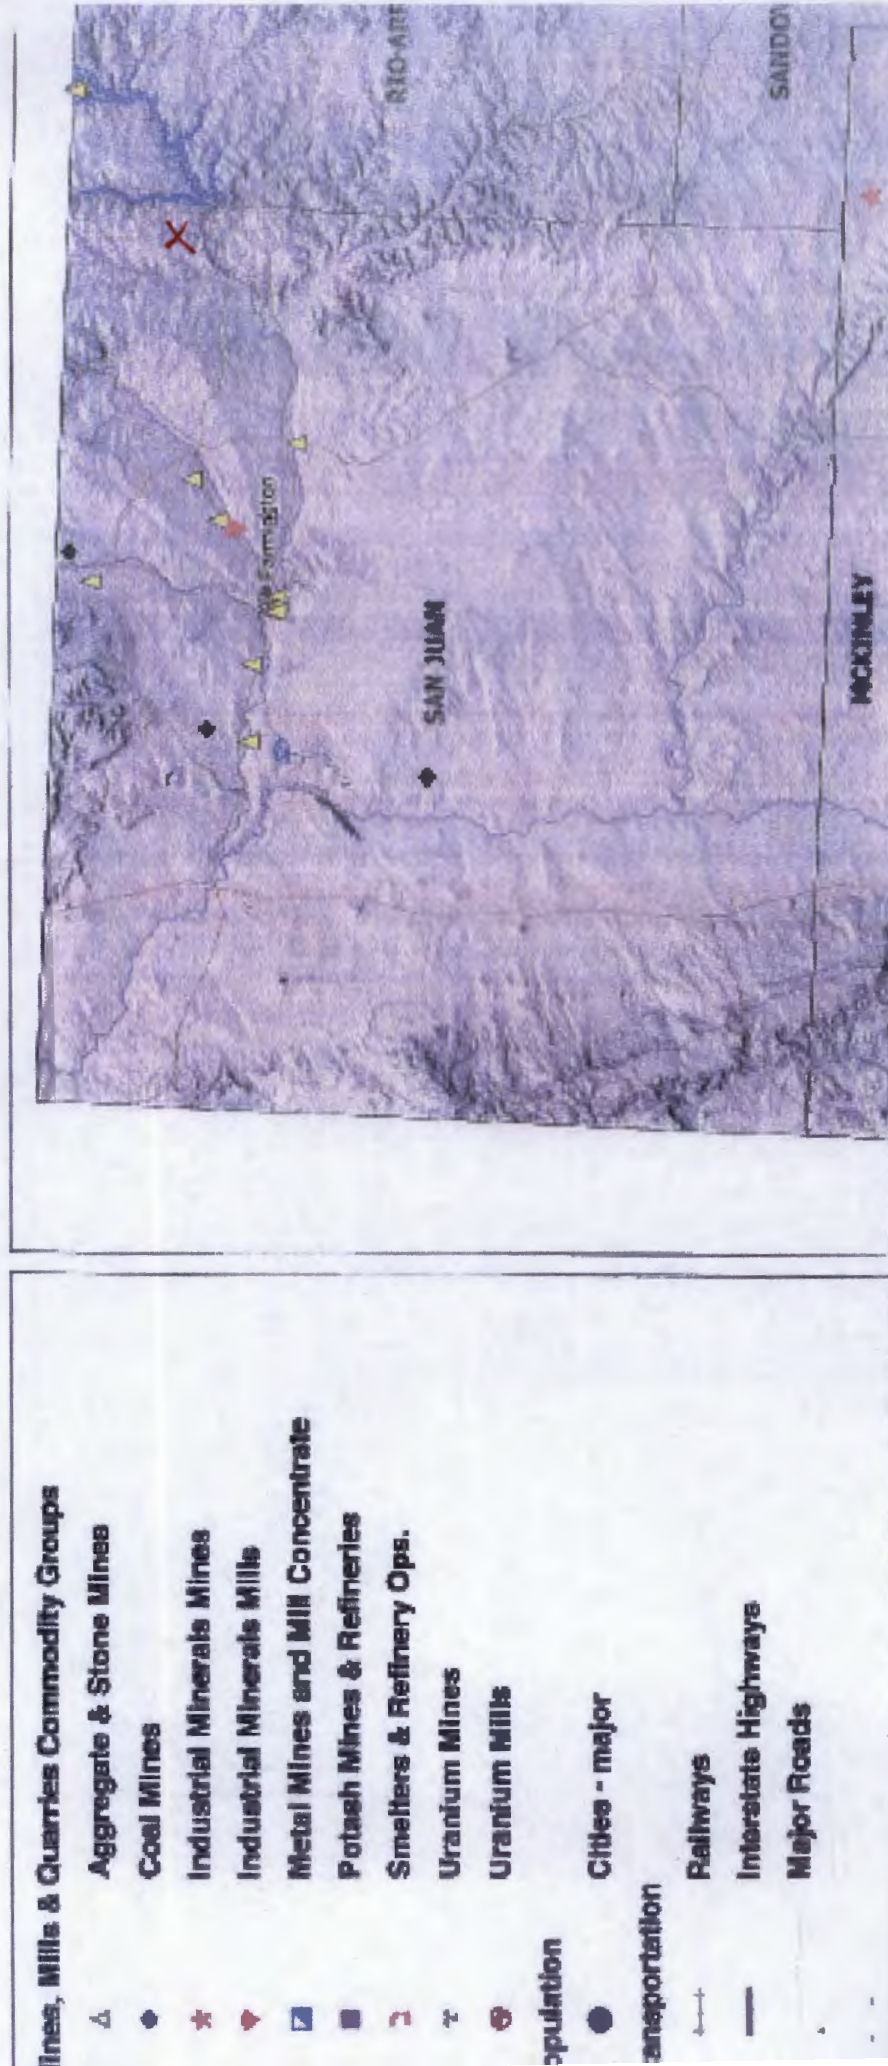 ines, Mills & Quarries Commodity Groups
Aggregate & Stone Mines
Coal Mines
Industrial Minerals Mines
Industrial Minerals Mills
Metal Mines and Mill Concentrate
Potash Mines & Refineries
Smelters & Refinery Ops.
Uranium Mines
Uranium Mills
opulation
Cities - major
ransportation
Railways
Interstate Highways
Major Roads
Farmington
SAN JUAN
MCKINLEY
RIO ARR
SANDOV